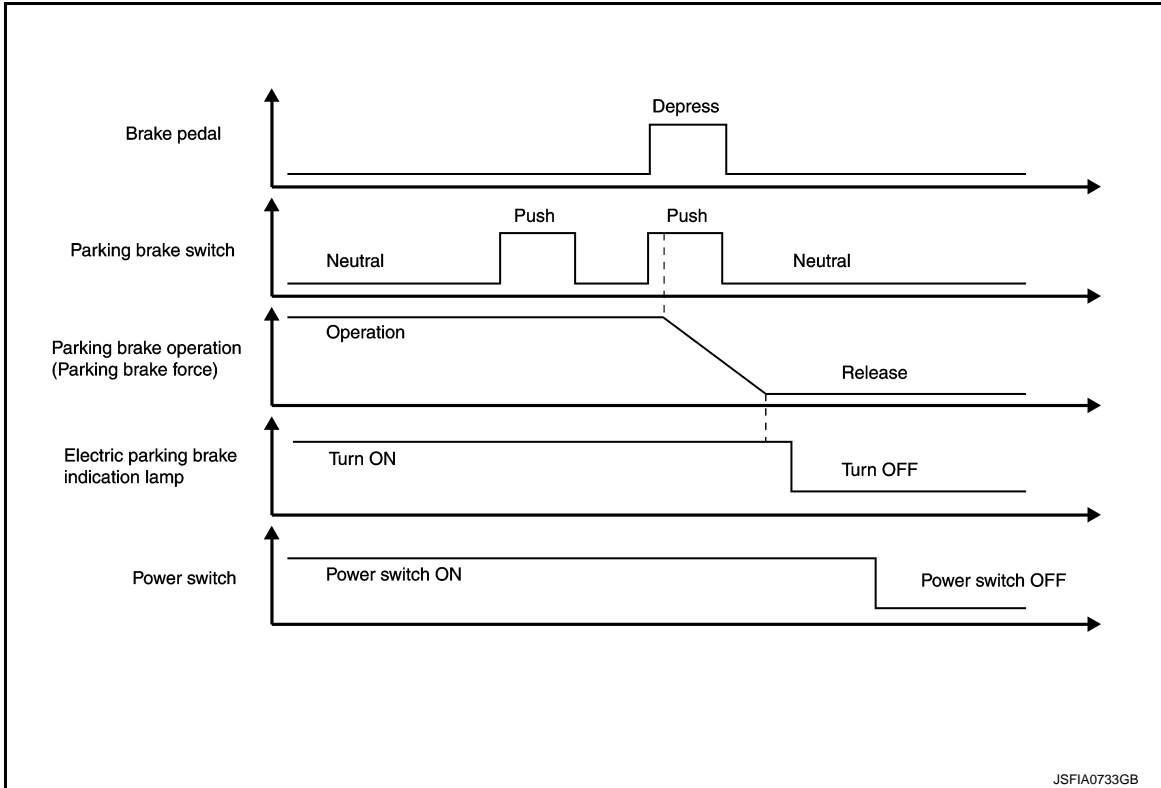 Depress
Brake pedal
Push
Push
Parking brake switch
Neutral
Neutral
Parking brake operation
(Parking brake force)
Operation
Release
Electric parking brake
indication lamp
Turn ON
Turn OFF
Power switch
Power switch ON
Power switch OFF
JSFIA0733GB